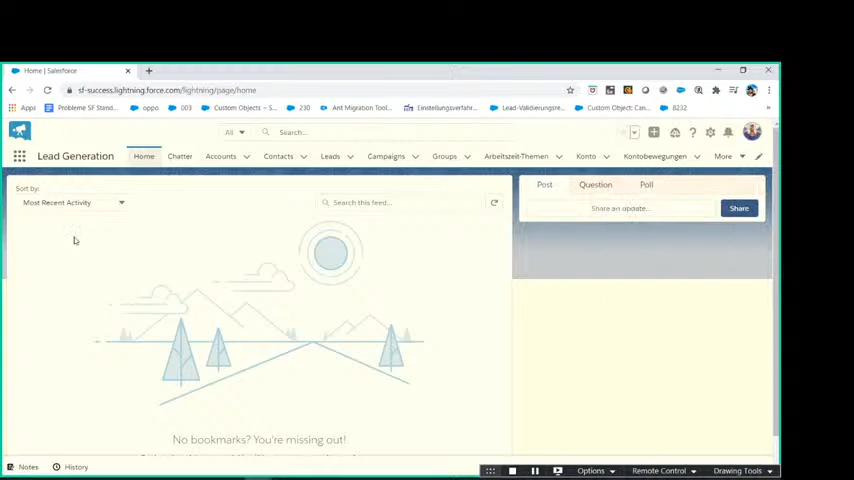 Home | Salesforce
sf-success.lightning.force.com/lightning/page/home
Apps Probleme SF Stand... oppo 003 Custom Objects – S... 230 Ant Migration Tool... Einstellungsverfahr... Lead-Validierungsre... Custom Object: Can... 8232
All Search...
Lead Generation Home Chatter Accounts Contacts Leads Campaigns Groups Arbeitszeit-Themen Konto Kontobewegungen More
Sort by:
Most Recent Activity Search this feed...
Post Question Poll
Share an update... Share
No bookmarks? You're missing out!
Notes History
Options Remote Control Drawing Tools